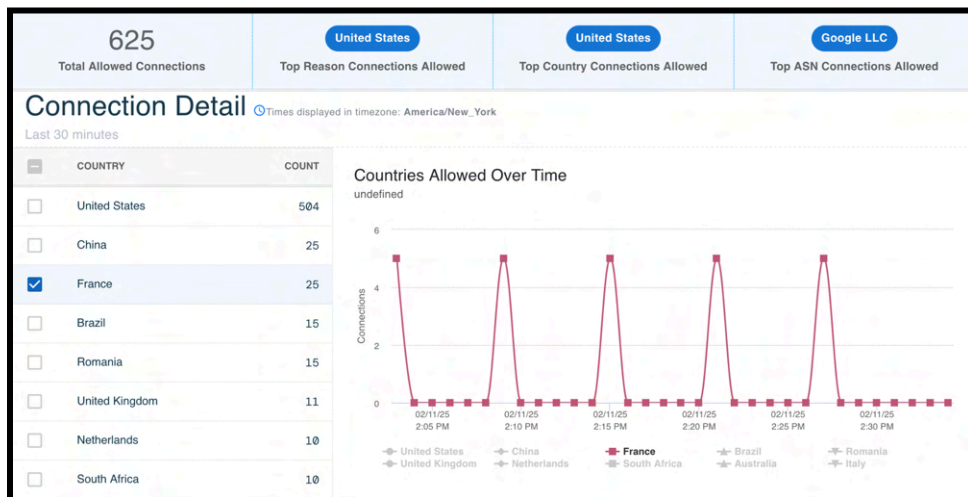 625
Total Allowed Connections
United States
Top Reason Connections Allowed
United States
Top Country Connections Allowed
Google LLC
Top ASN Connections Allowed
Connection Detail
Times displayed in timezone: America/New_York
Last 30 minutes
COUNTRY COUNT
United States 504
China 25
France 25
Brazil 15
Romania 15
United Kingdom 11
Netherlands 10
South Africa 10
Countries Allowed Over Time
undefined
Connections
6
4
2
0
02/11/25 02/11/25 02/11/25 02/11/25 02/11/25 02/11/25
2:05 PM 2:10 PM 2:15 PM 2:20 PM 2:25 PM 2:30 PM
United States China France Brazil Romania
United Kingdom Netherlands South Africa Australia Italy